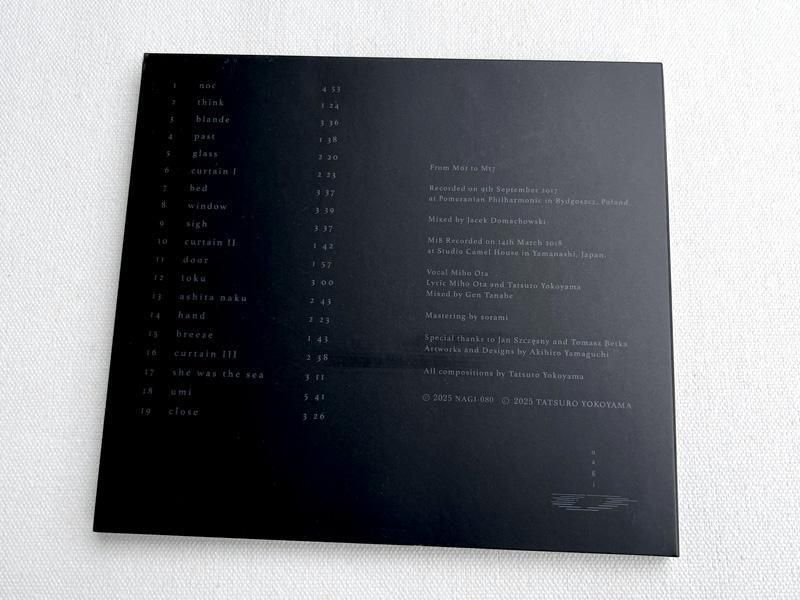 1 noc 4 53
2 think 1 24
3 blande 3 36
4 past 1 38
5 glass 2 20
6 curtain I 2 23
7 bed 3 37
8 window 3 39
9 sigh 3 37
10 curtain II 1 42
11 door 1 57
12 toku 3 00
13 ashita naku 2 43
14 hand 2 23
15 breeze 1 43
16 curtain III 2 38
17 she was the sea 3 11
18 umi 5 41
19 close 3 26
From M01 to M17
Recorded on 9th September 2017
at Pomeranian Philharmonic in Bydgoszcz, Poland.
Mixed by Jacek Domachowski
M18 Recorded on 14th March 2018
at Studio Camel House in Yamanashi, Japan.
Vocal Miho Ota
Lyric Miho Ota and Tatsuro Yokoyama
Mixed by Gen Tanabe
Mastering by sorami
Special thanks to Jan Szczęsny and Tomasz Betka
Artworks and Designs by Akihiro Yamaguchi
All compositions by Tatsuro Yokoyama
℗ 2025 NAGI-080 © 2025 TATSURO YOKOYAMA
n
a
g
i